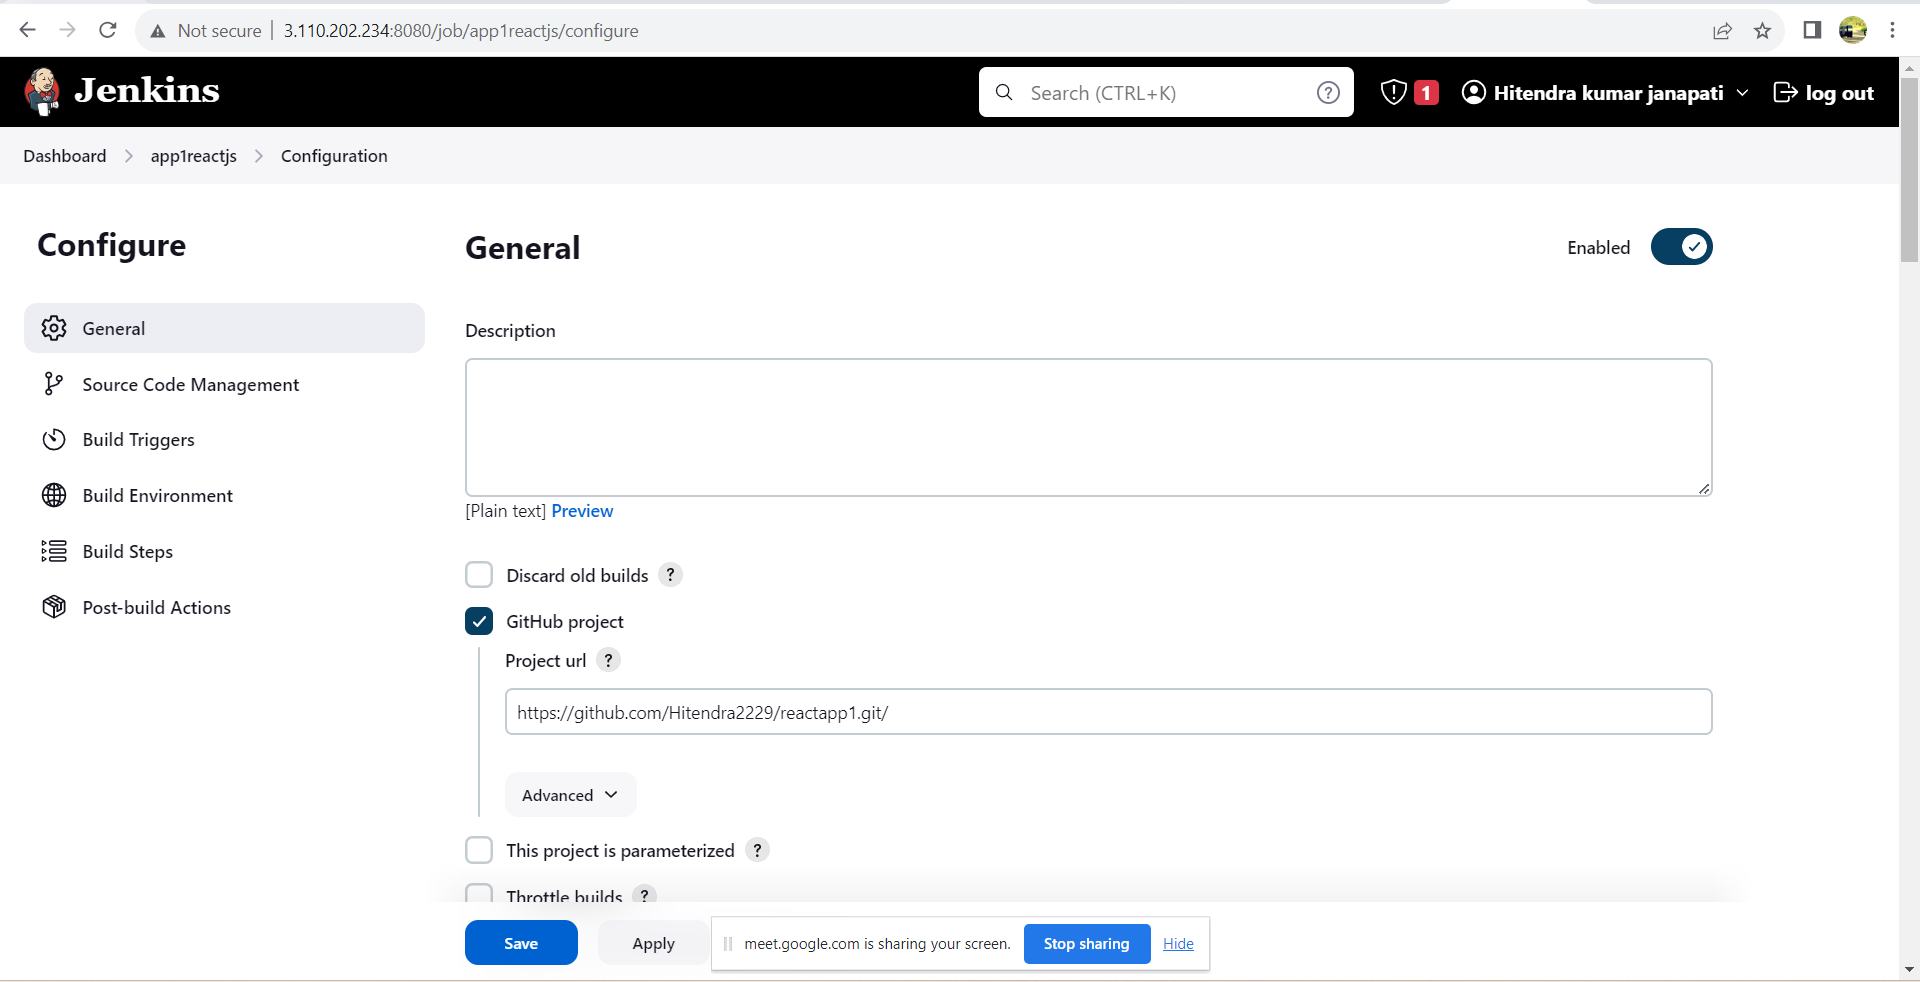 Not secure | 3.110.202.234:8080/job/app1reactjs/configure
Jenkins
Search (CTRL+K) ?
1
Hitendra kumar janapati
log out
Dashboard > app1reactjs > Configuration
Configure
General
Source Code Management
Build Triggers
Build Environment
Build Steps
Post-build Actions
General
Enabled
Description
[Plain text] Preview
Discard old builds ?
GitHub project
Project url ?
https://github.com/Hitendra2229/reactapp1.git/
Advanced
This project is parameterized ?
Throttle builds ?
Save
Apply
meet.google.com is sharing your screen.
Stop sharing
Hide